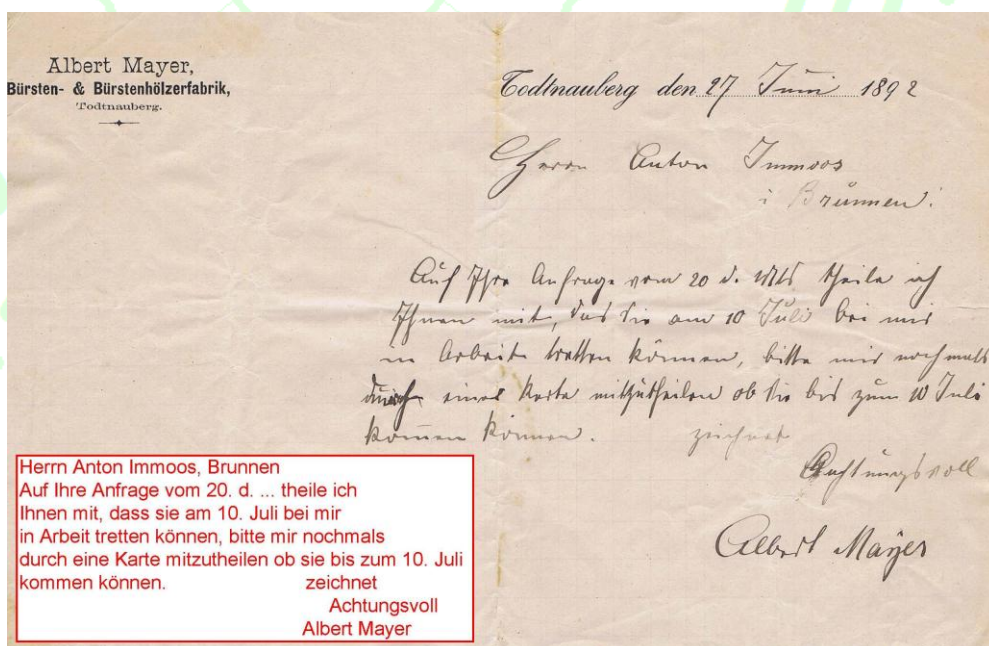 Albert Mayer,
Bürsten- & Bürstenhölzerfabrik,
Todtnauberg.
Todtnauberg den 27 Juni 1892
Herrn Anton Immoos
i Brunnen.
Auf Ihre Anfrage vom 20 d. Mts theile ich
Ihnen mit, das Sie am 10 Juli bei mir
in Arbeit tretten können, bitte mir nochmals
durch eine Karte mitzutheilen ob Sie bis zum 10 Juli
kommen können. zeichnet
Achtungsvoll
Albert Mayer
Herrn Anton Immoos, Brunnen
Auf Ihre Anfrage vom 20. d. ... theile ich
Ihnen mit, dass sie am 10. Juli bei mir
in Arbeit tretten können, bitte mir nochmals
durch eine Karte mitzutheilen ob sie bis zum 10. Juli
kommen können. zeichnet
Achtungsvoll
Albert Mayer